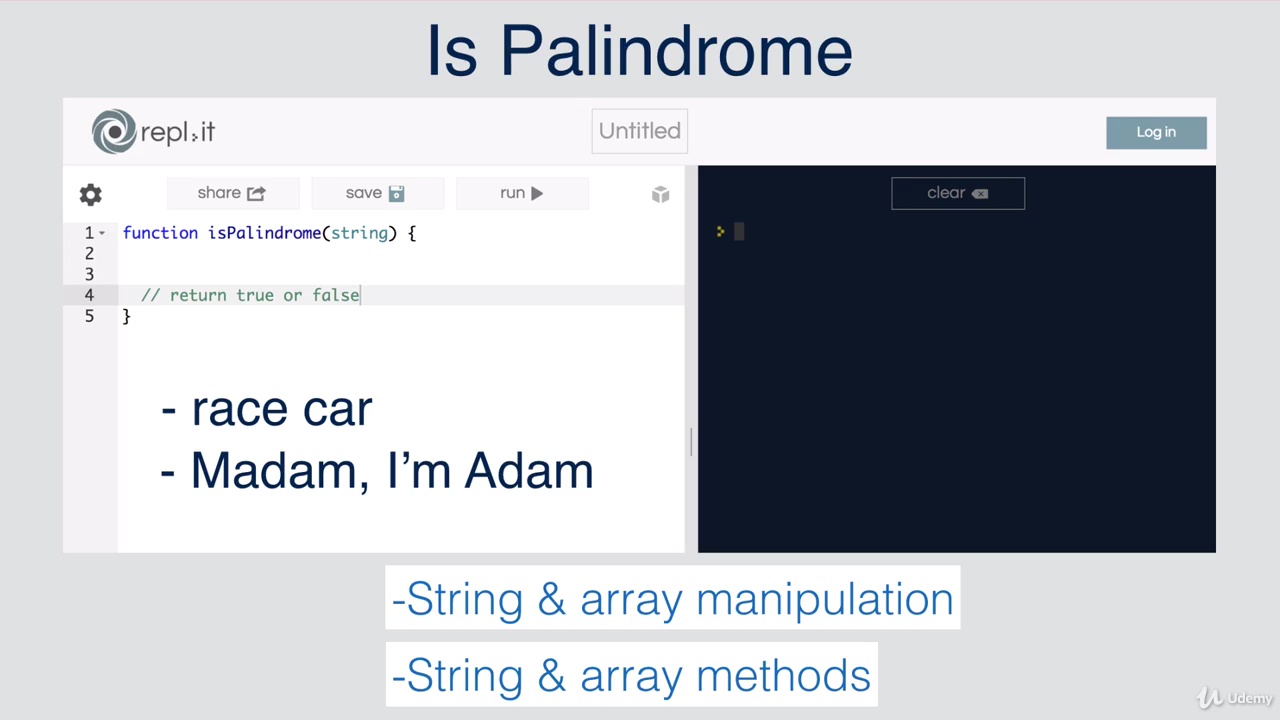 Is Palindrome
repl.it
Untitled
Log in
share
save
run
clear
1 function isPalindrome(string) {
2
3
4 // return true or false
5 }
>
- race car
- Madam, I’m Adam
-String & array manipulation
-String & array methods
Udemy